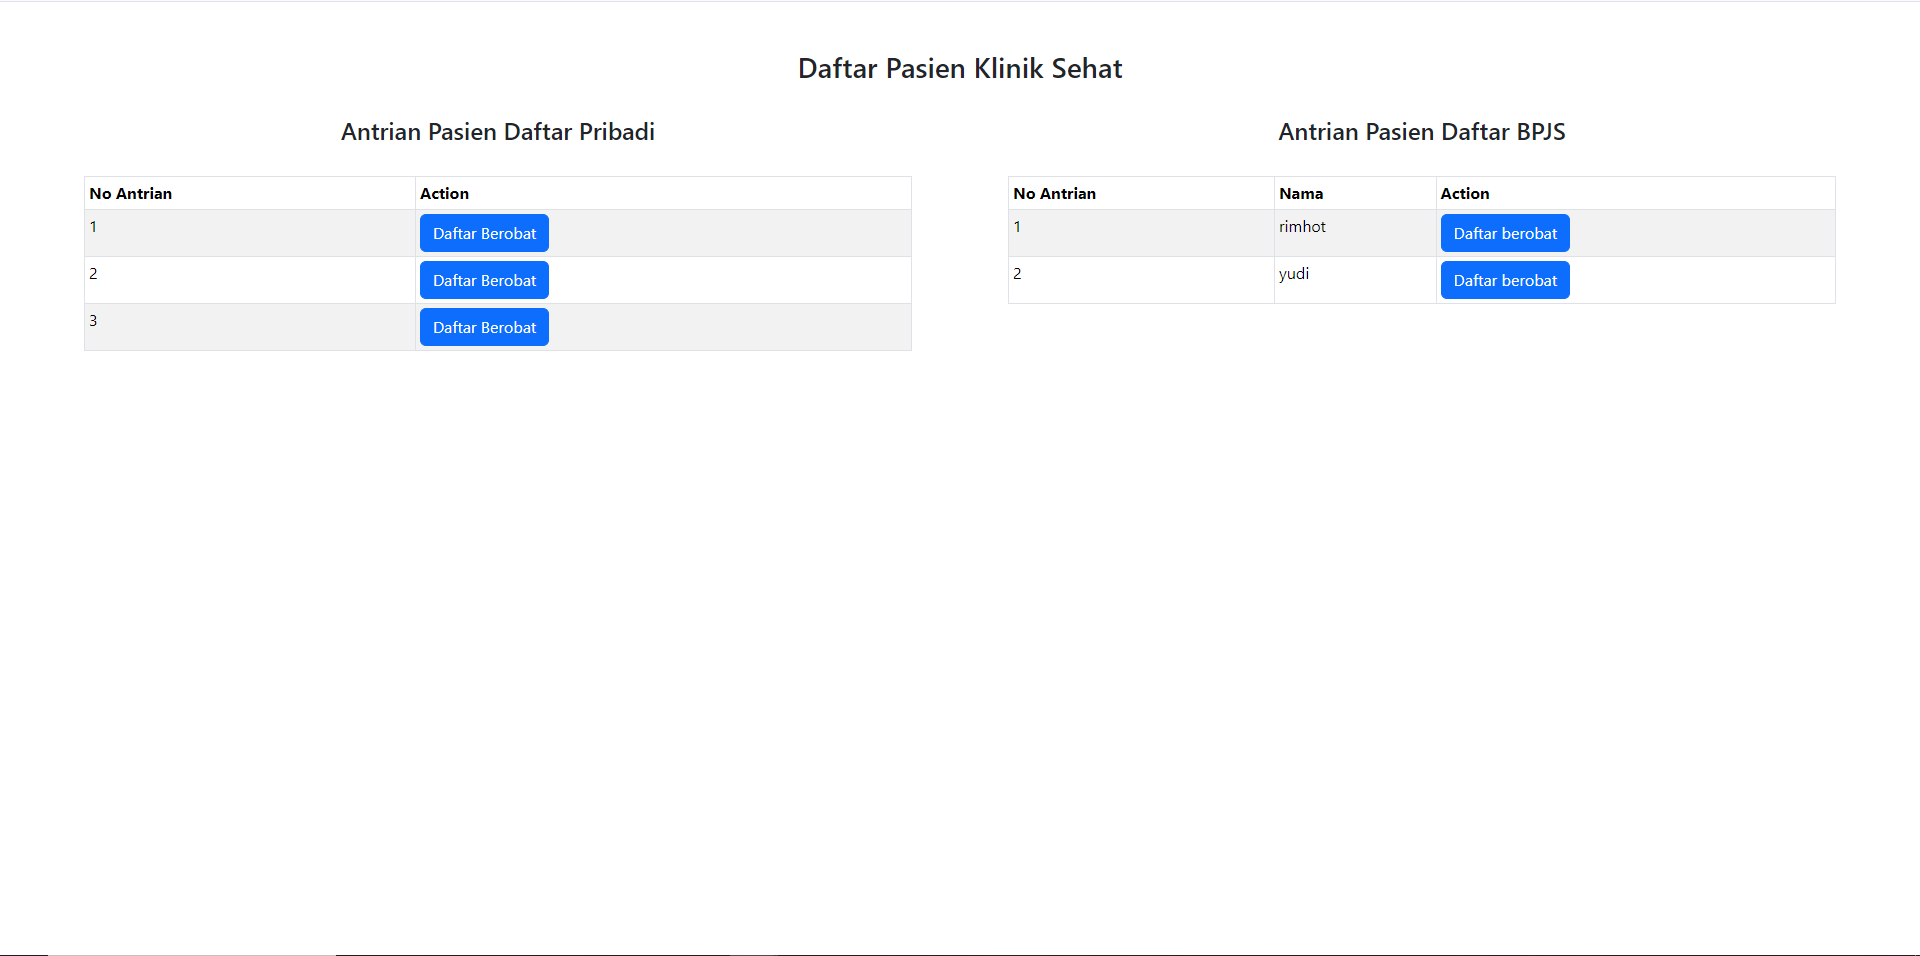 Daftar Pasien Klinik Sehat
Antrian Pasien Daftar Pribadi
No Antrian Action
1 Daftar Berobat
2 Daftar Berobat
3 Daftar Berobat
Antrian Pasien Daftar BPJS
No Antrian Nama Action
1 rimhot Daftar berobat
2 yudi Daftar berobat